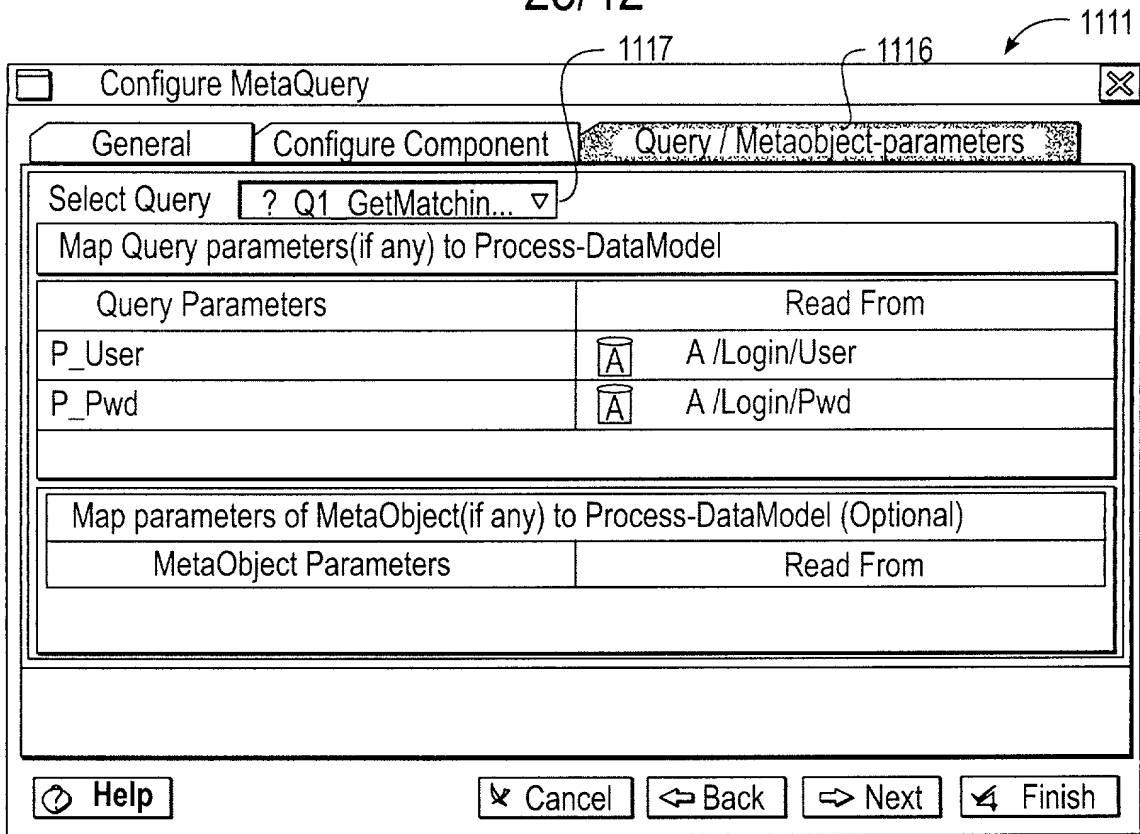 1111
1117
1116
Configure MetaQuery
General Configure Component Query / Metaobject-parameters
Select Query ? Q1_GetMatchin...
Map Query parameters(if any) to Process-DataModel
Query Parameters Read From
P_User A A /Login/User
P_Pwd A A /Login/Pwd
Map parameters of MetaObject(if any) to Process-DataModel (Optional)
MetaObject Parameters Read From
? Help Cancel Back Next Finish